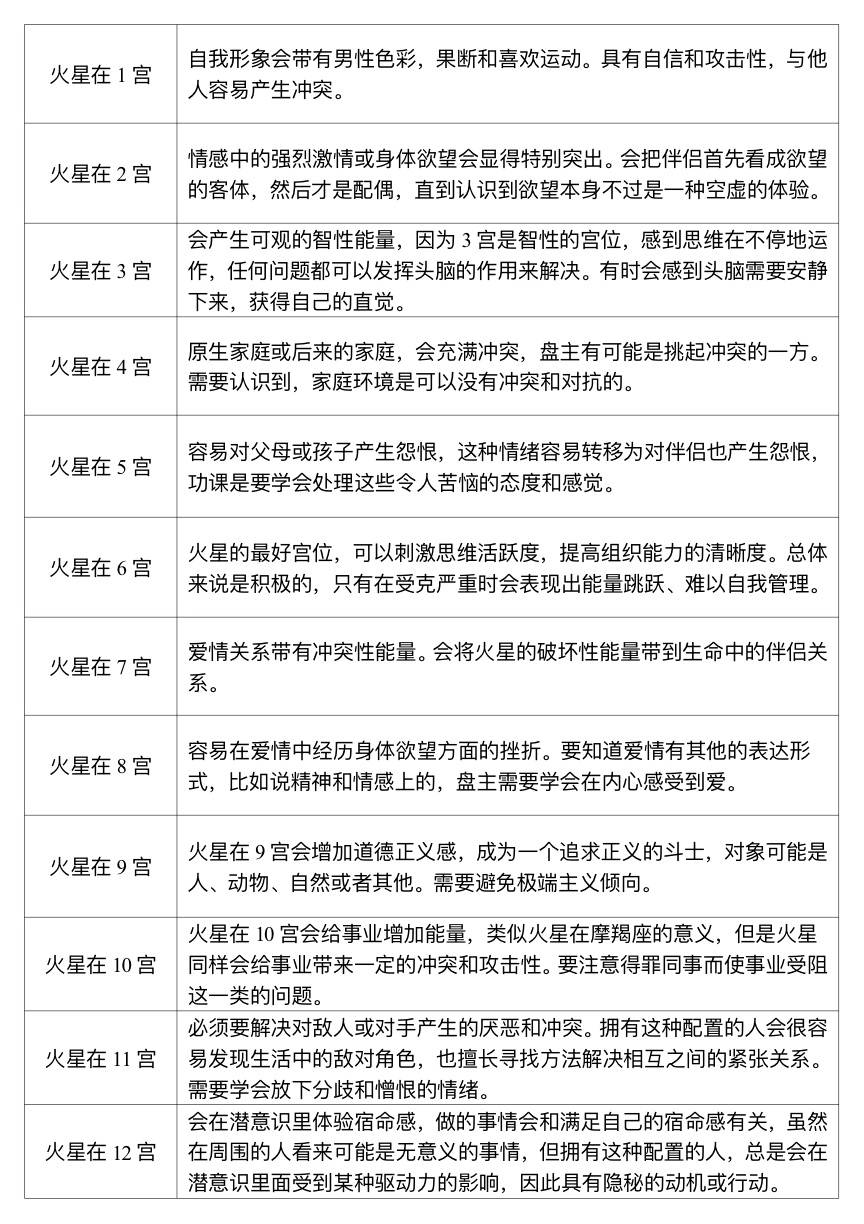 火星在 1 宫
自我形象会带有男性色彩，果断和喜欢运动。具有自信和攻击性，与他
人容易产生冲突。
火星在 2 宫
情感中的强烈激情或身体欲望会显得特别突出。会把伴侣首先看成欲望
的客体，然后才是配偶，直到认识到欲望本身不过是一种空虚的体验。
火星在 3 宫
会产生可观的智性能量，因为 3 宫是智性的宫位，感到思维在不停地运
作，任何问题都可以发挥头脑的作用来解决。有时会感到头脑需要安静
下来，获得自己的直觉。
火星在 4 宫
原生家庭或后来的家庭，会充满冲突，盘主有可能是挑起冲突的一方。
需要认识到，家庭环境是可以没有冲突和对抗的。
火星在 5 宫
容易对父母或孩子产生怨恨，这种情绪容易转移为对伴侣也产生怨恨，
功课是要学会处理这些令人苦恼的态度和感觉。
火星在 6 宫
火星的最好宫位，可以刺激思维活跃度，提高组织能力的清晰度。总体
来说是积极的，只有在受克严重时会表现出能量跳跃、难以自我管理。
火星在 7 宫
爱情关系带有冲突性能量。会将火星的破坏性能量带到生命中的伴侣关
系。
火星在 8 宫
容易在爱情中经历身体欲望方面的挫折。要知道爱情有其他的表达形
式，比如说精神和情感上的，盘主需要学会在内心感受到爱。
火星在 9 宫
火星在 9 宫会增加道德正义感，成为一个追求正义的斗士，对象可能是
人、动物、自然或者其他。需要避免极端主义倾向。
火星在 10 宫
火星在 10 宫会给事业增加能量，类似火星在摩羯座的意义，但是火星
同样会给事业带来一定的冲突和攻击性。要注意得罪同事而使事业受阻
这一类的问题。
火星在 11 宫
必须要解决对敌人或对手产生的厌恶和冲突。拥有这种配置的人会很容
易发现生活中的敌对角色，也擅长寻找方法解决相互之间的紧张关系。
需要学会放下分歧和憎恨的情绪。
火星在 12 宫
会在潜意识里体验宿命感，做的事情会和满足自己的宿命感有关，虽然
在周围的人看来可能是无意义的事情，但拥有这种配置的人，总是会在
潜意识里面受到某种驱动力的影响，因此具有隐秘的动机或行动。